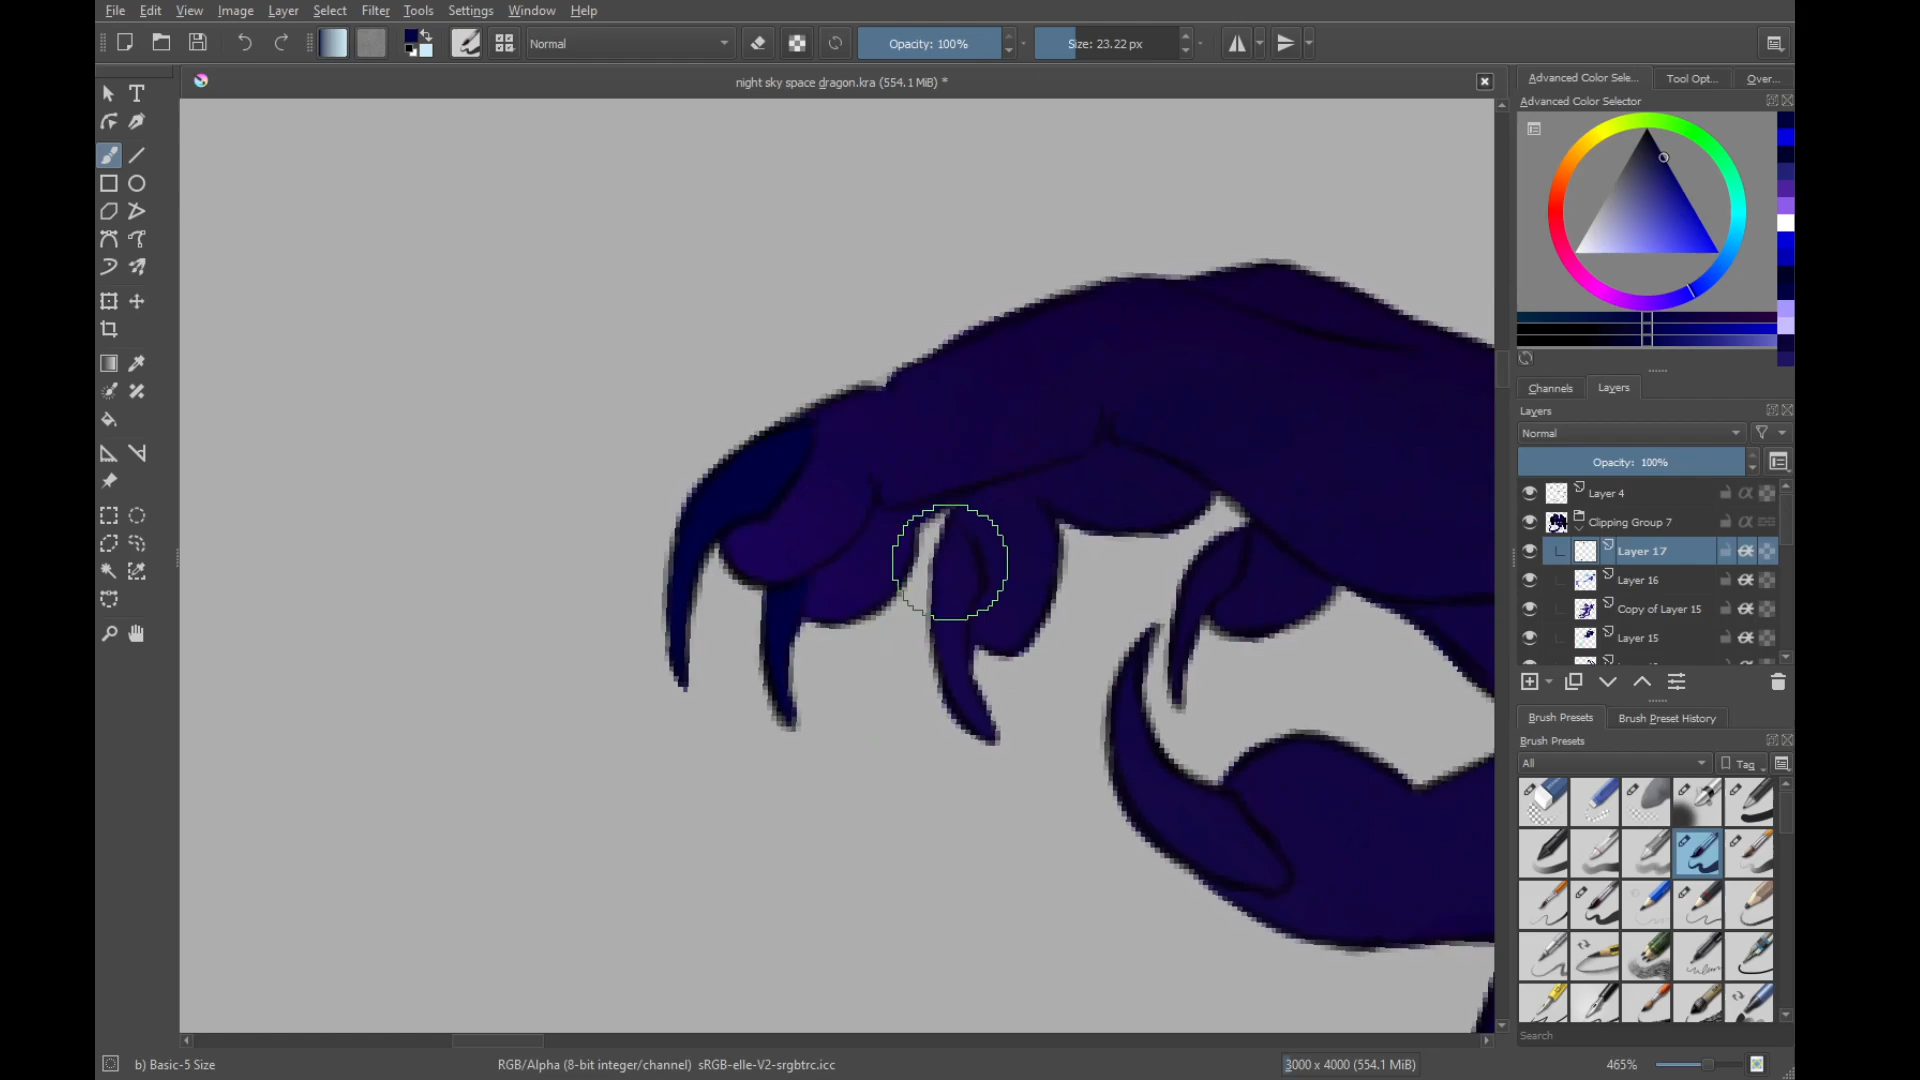 File Edit View Image Layer Select Filter Tools Settings Window Help
Normal Opacity: 100% Size: 23.22 px
night sky space dragon.kra (554.1 MiB) *
Advanced Color Sele... Tool Opt... Over...
Advanced Color Selector
Channels Layers
Layers
Normal
Opacity: 100%
Layer 4
Clipping Group 7
Layer 17
Layer 16
Copy of Layer 15
Layer 15
Brush Presets Brush Preset History
Brush Presets
All Tag
Search
b) Basic-5 Size RGB/Alpha (8-bit integer/channel) sRGB-elle-V2-srgbtrc.icc 3000 x 4000 (554.1 MiB) 465%